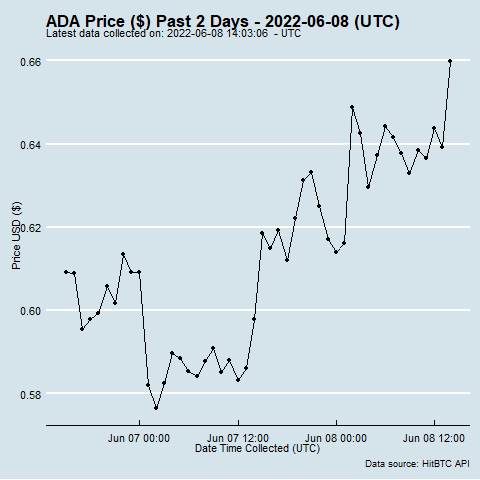 ADA Price ($) Past 2 Days - 2022-06-08 (UTC)
Latest data collected on: 2022-06-08 14:03:06  - UTC
0.66
0.64
0.62
0.60
0.58
Price USD ($)
Jun 07 00:00
Jun 07 12:00
Jun 08 00:00
Jun 08 12:00
Date Time Collected (UTC)
Data source: HitBTC API